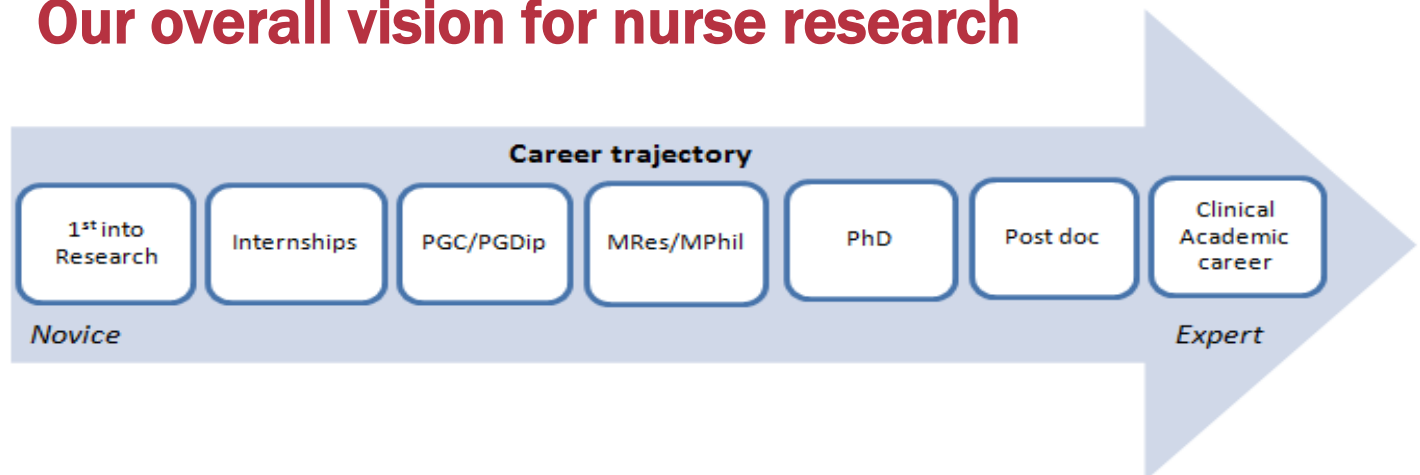 Our overall vision for nurse research
Career trajectory
1st into
Research
Internships
PGC/PGDip
MRes/MPhil
PhD
Post doc
Clinical
Academic
career
Novice
Expert